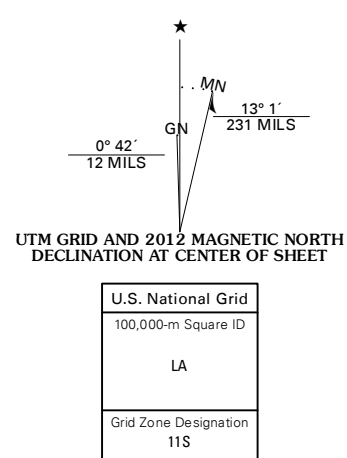 ★
MN
13° 1´
231 MILS
GN
0° 42´
12 MILS
UTM GRID AND 2012 MAGNETIC NORTH
DECLINATION AT CENTER OF SHEET
U.S. National Grid
100,000-m Square ID
LA
Grid Zone Designation
11S